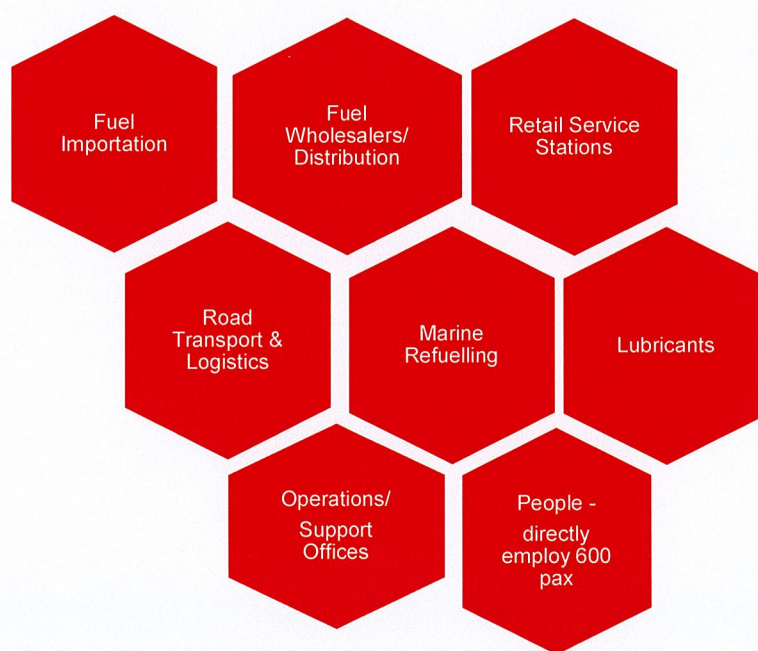 Fuel
Importation
Fuel
Wholesalers/
Distribution
Retail Service
Stations
Road
Transport &
Logistics
Marine
Refuelling
Lubricants
Operations/
Support
Offices
People -
directly
employ 600
pax